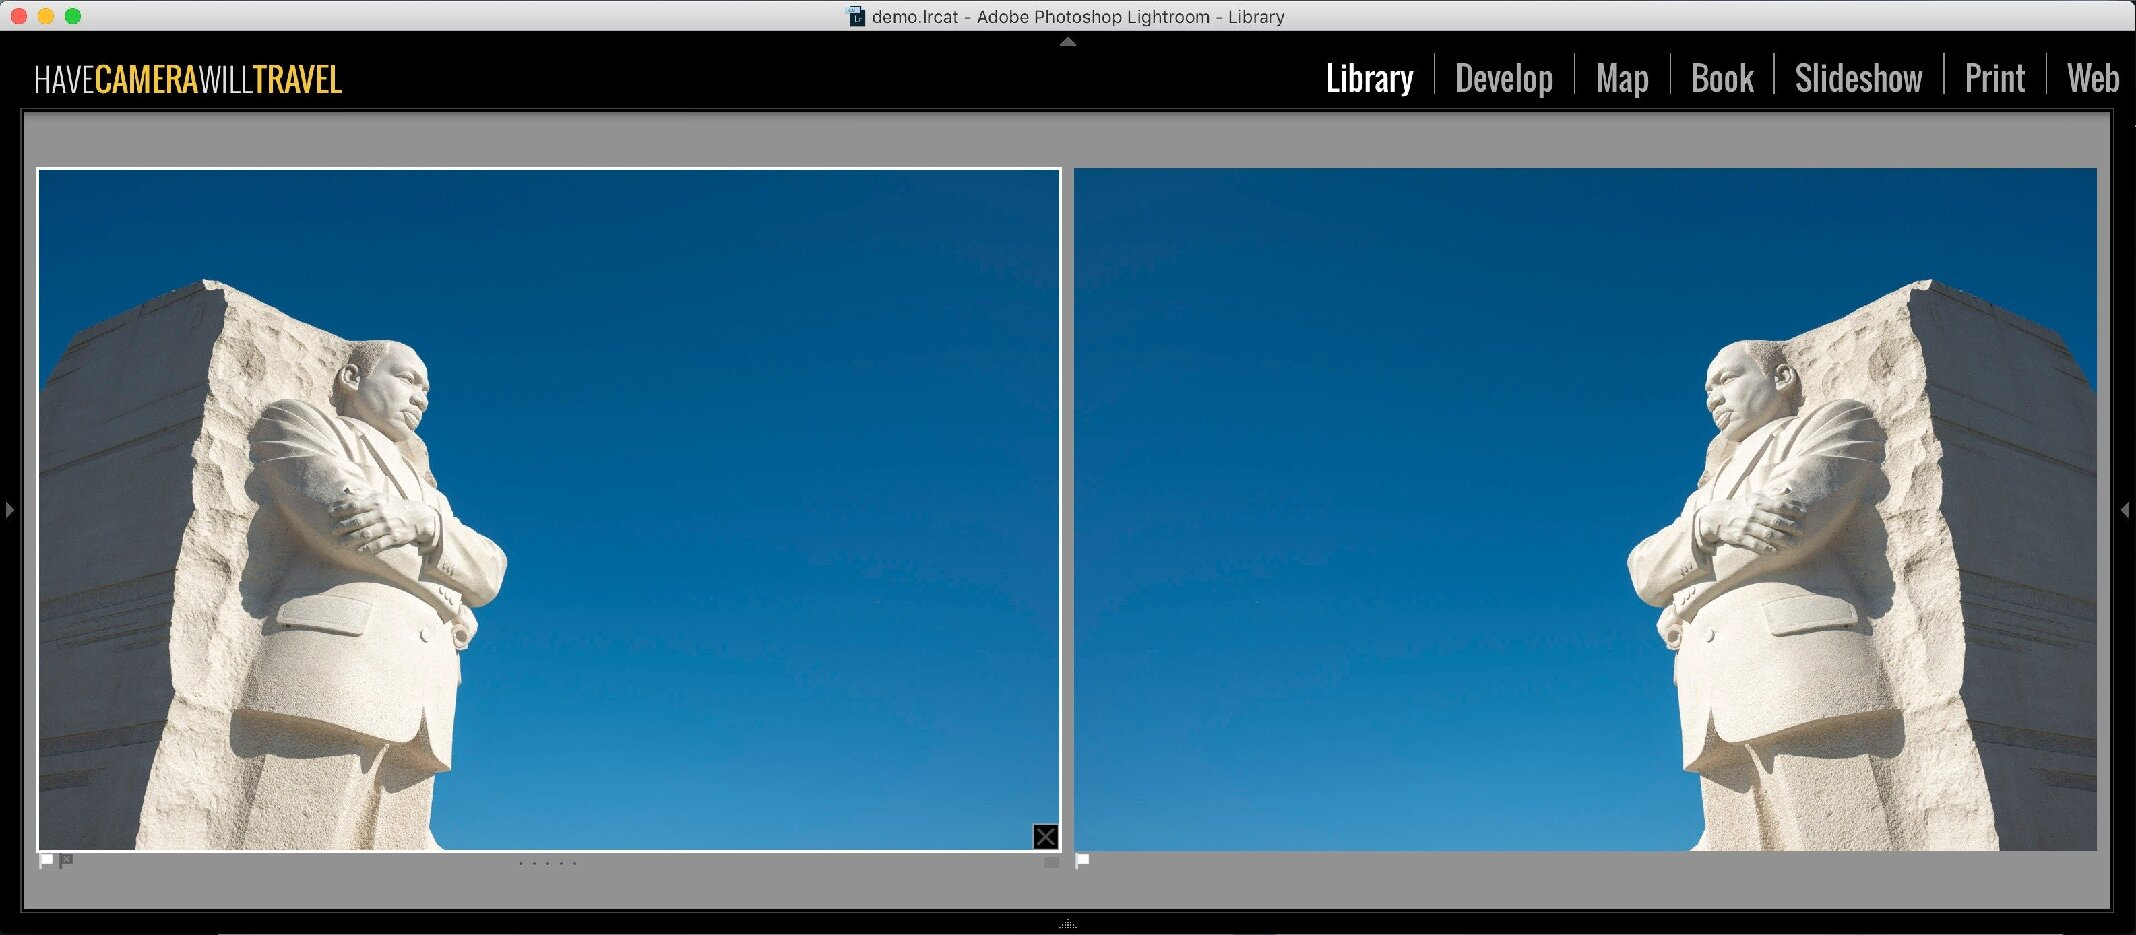 demo.lrcat - Adobe Photoshop Lightroom - Library
HAVECAMERAWILLTRAVEL
Library Develop Map Book Slideshow Print Web